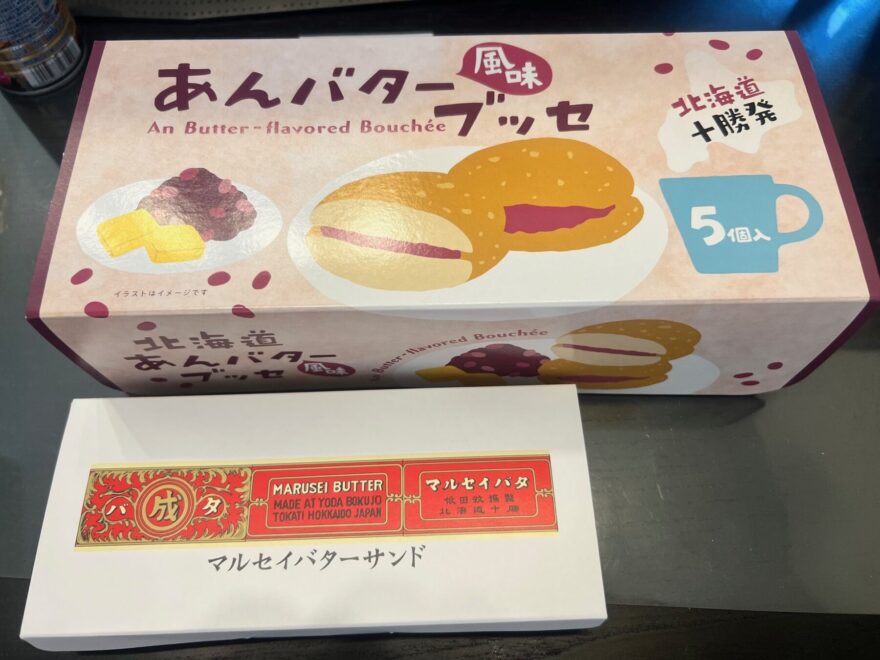 あんバター風味
ブッセ
An Butter-flavored Bouchée
北海道
十勝発
5個入
イラストはイメージです
北海道
あんバター
ブッセ風味
An Butter-flavored Bouchée
バ成タ
MARUSEI BUTTER
MADE AT YODA BOKUJO
TOKATI HOKKAIDO JAPAN
マルセイバタ
依田牧場製
北海道十勝
マルセイバターサンド